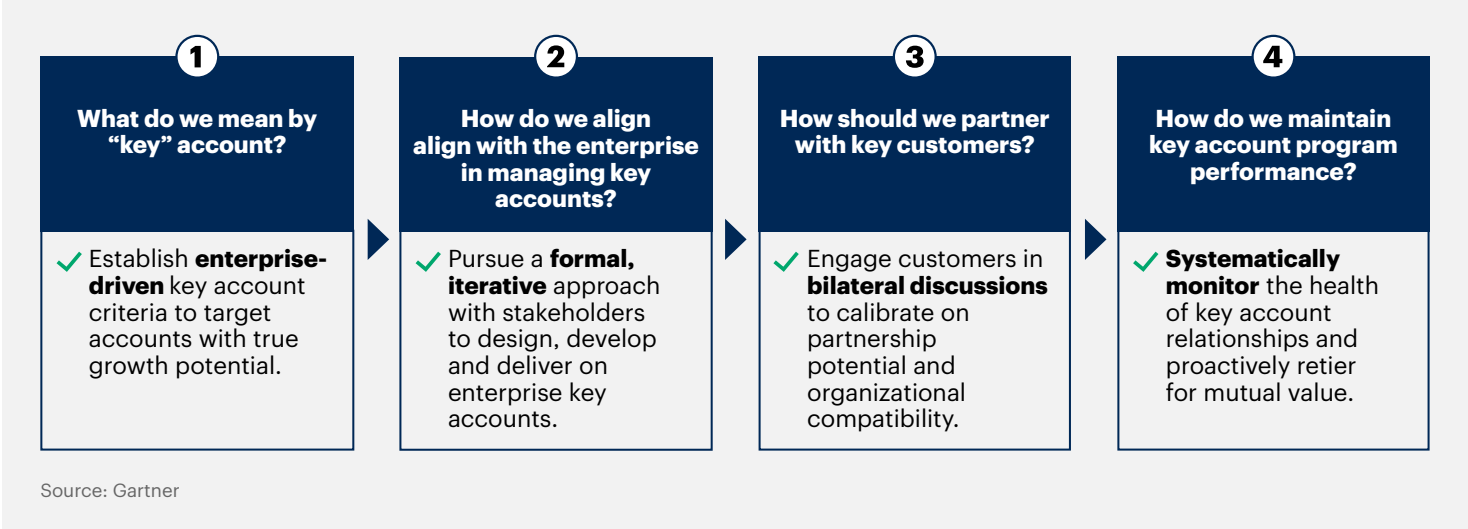 1
What do we mean by
“key” account?
Establish enterprise-
driven key account
criteria to target
accounts with true
growth potential.
2
How do we align
align with the enterprise
in managing key
accounts?
Pursue a formal,
iterative approach
with stakeholders
to design, develop
and deliver on
enterprise key
accounts.
3
How should we partner
with key customers?
Engage customers in
bilateral discussions
to calibrate on
partnership
potential and
organizational
compatibility.
4
How do we maintain
key account program
performance?
Systematically
monitor the health
of key account
relationships and
proactively retier
for mutual value.
Source: Gartner